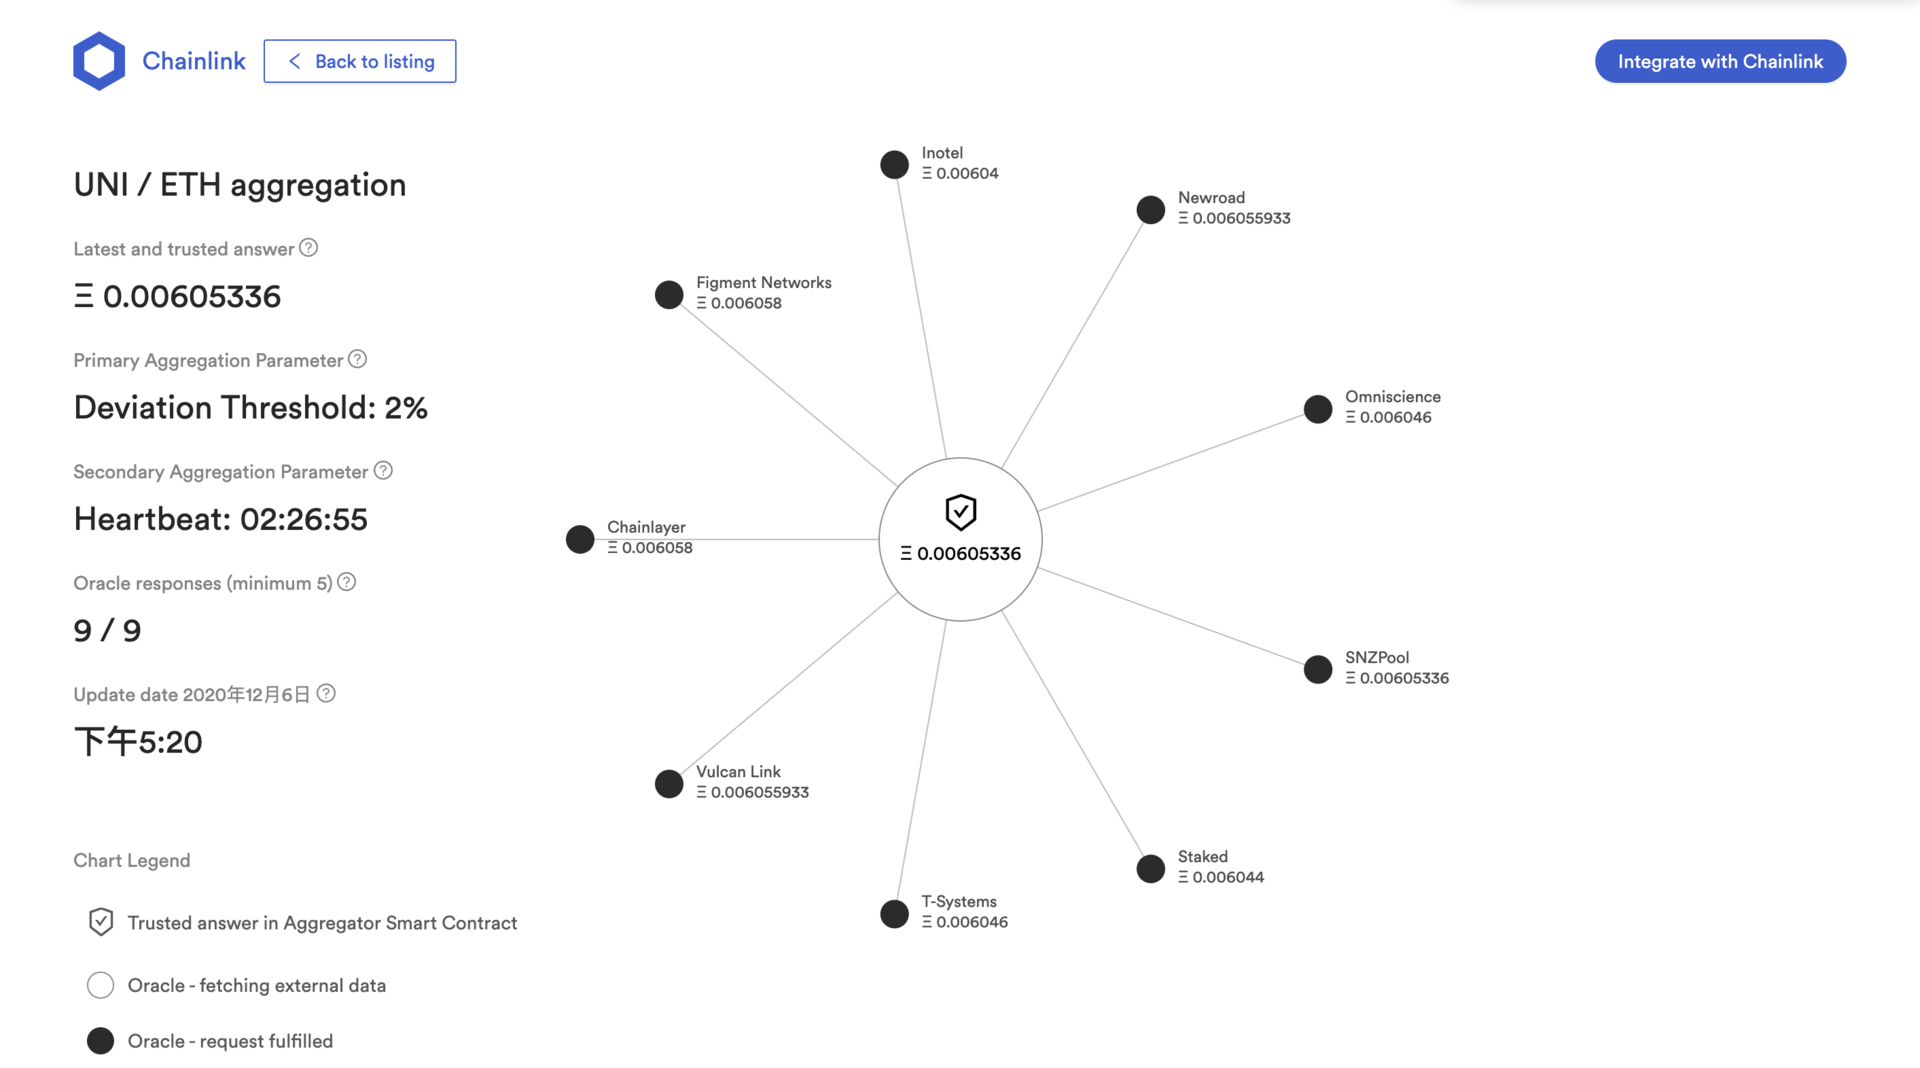 Chainlink
Back to listing
Integrate with Chainlink
UNI / ETH aggregation
Latest and trusted answer
Ξ 0.00605336
Primary Aggregation Parameter
Deviation Threshold: 2%
Secondary Aggregation Parameter
Heartbeat: 02:26:55
Oracle responses (minimum 5)
9 / 9
Update date 2020年12月6日
下午5:20
Chart Legend
Trusted answer in Aggregator Smart Contract
Oracle - fetching external data
Oracle - request fulfilled
Inotel
Ξ 0.00604
Newroad
Ξ 0.006055933
Figment Networks
Ξ 0.006058
Omniscience
Ξ 0.006046
Chainlayer
Ξ 0.006058
Ξ 0.00605336
SNZPool
Ξ 0.00605336
Vulcan Link
Ξ 0.006055933
Staked
Ξ 0.006044
T-Systems
Ξ 0.006046